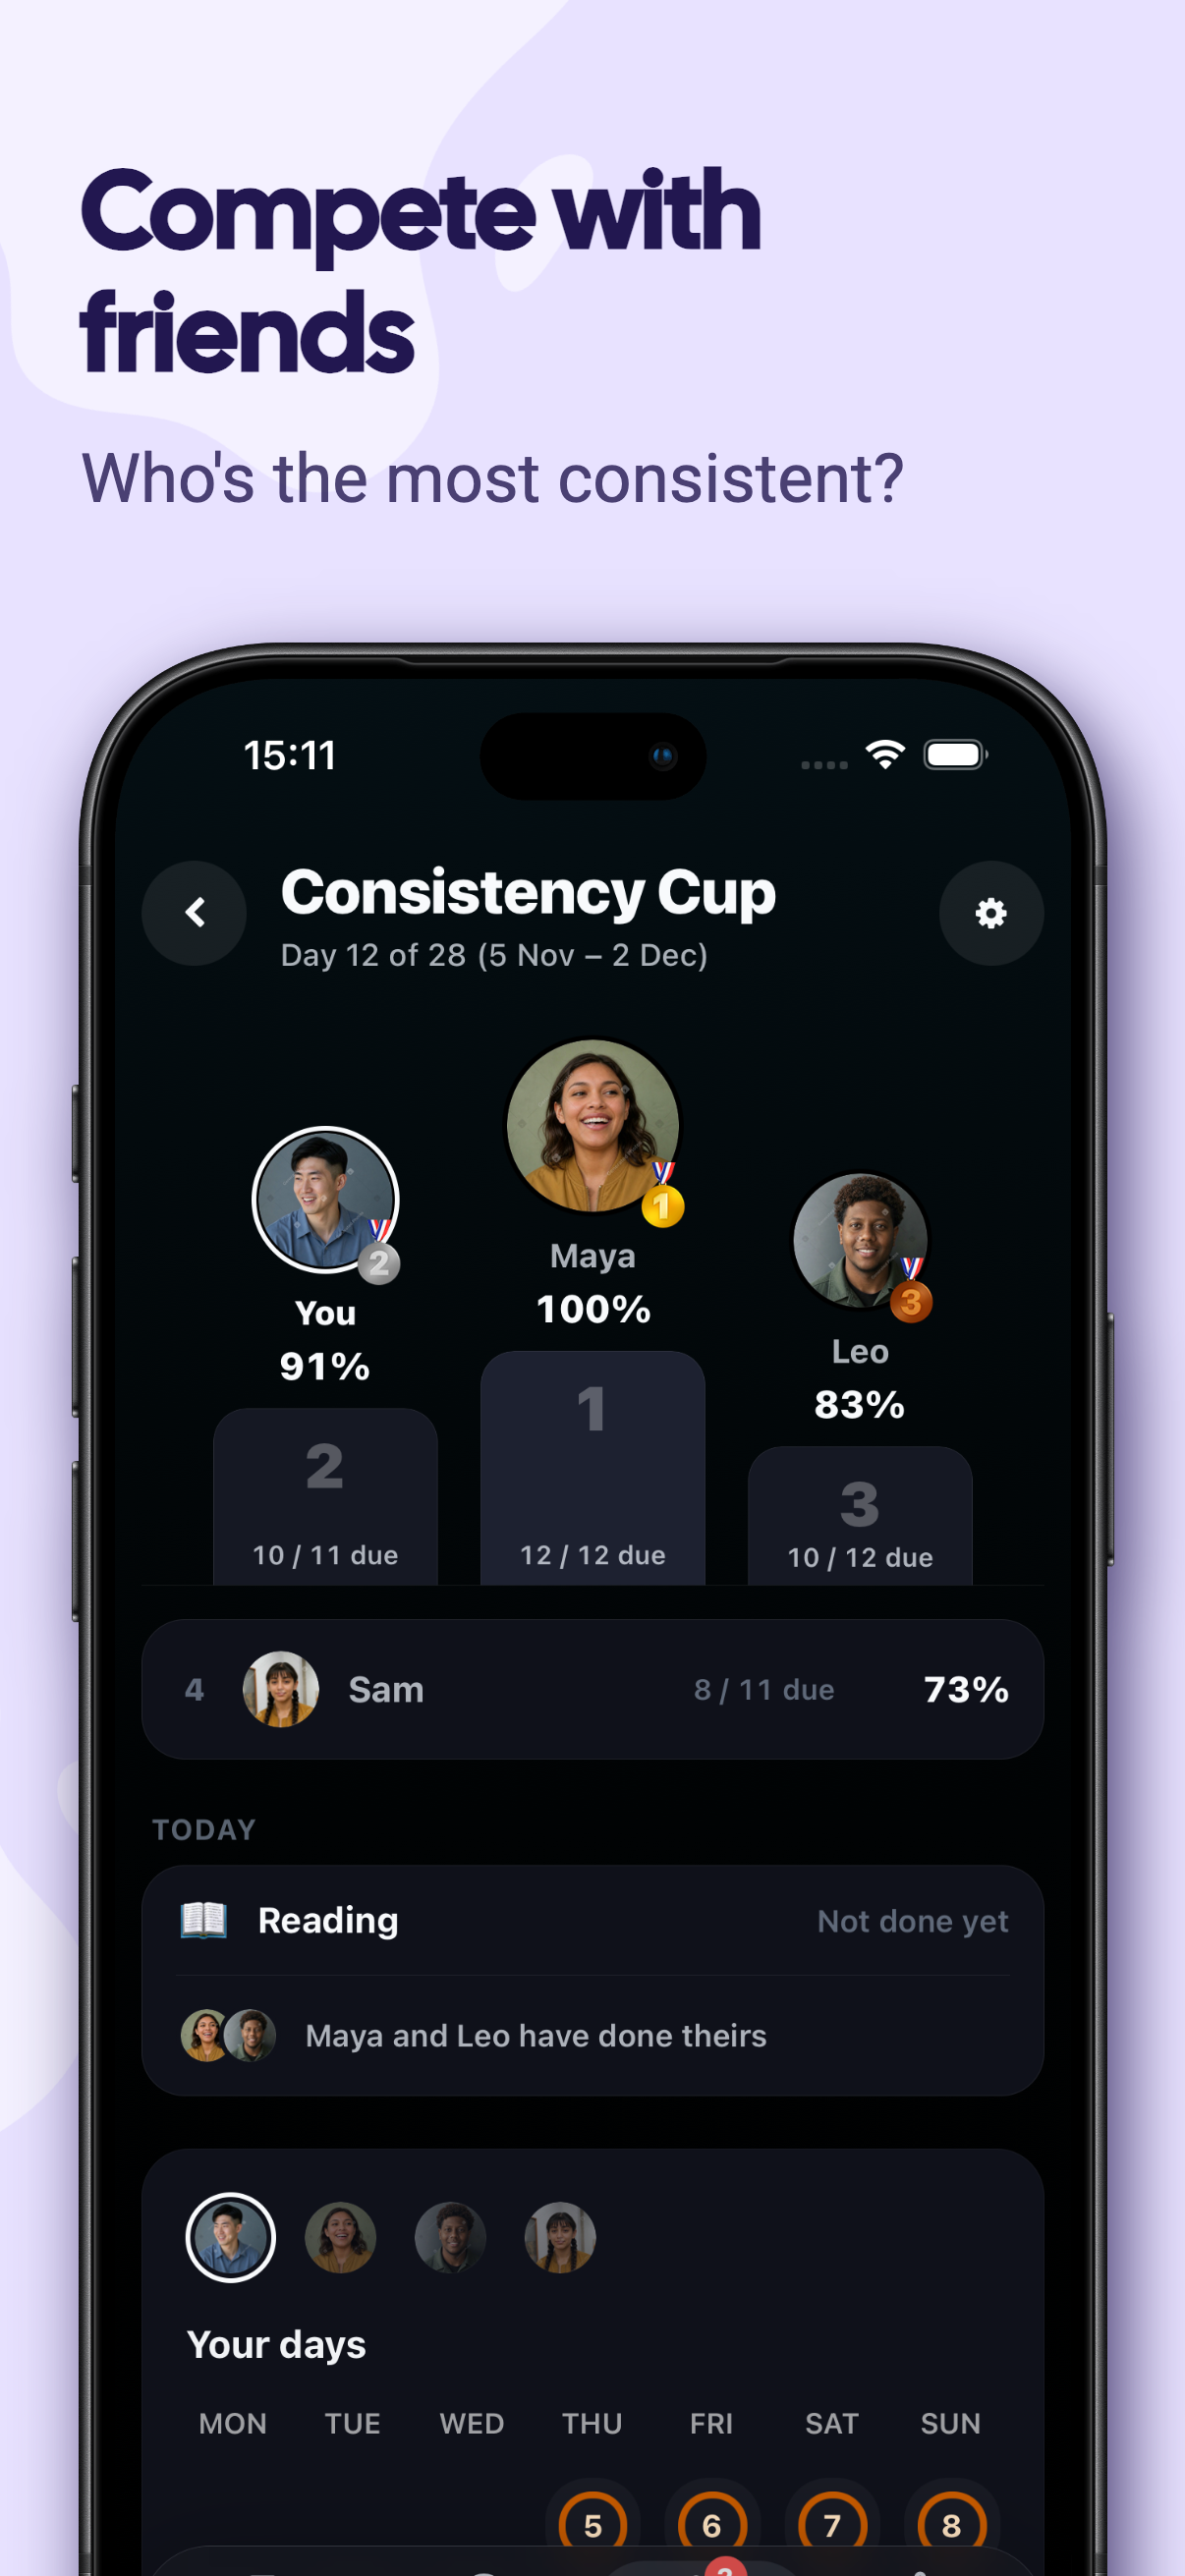 Compete with
friends
Who's the most consistent?
15:11
Consistency Cup
Day 12 of 28 (5 Nov – 2 Dec)
1
2
3
Maya
100%
You
91%
Leo
83%
1
2
3
10 / 11 due
12 / 12 due
10 / 12 due
4 Sam 8 / 11 due 73%
TODAY
Reading Not done yet
Maya and Leo have done theirs
Your days
MON TUE WED THU FRI SAT SUN
5 6 7 8